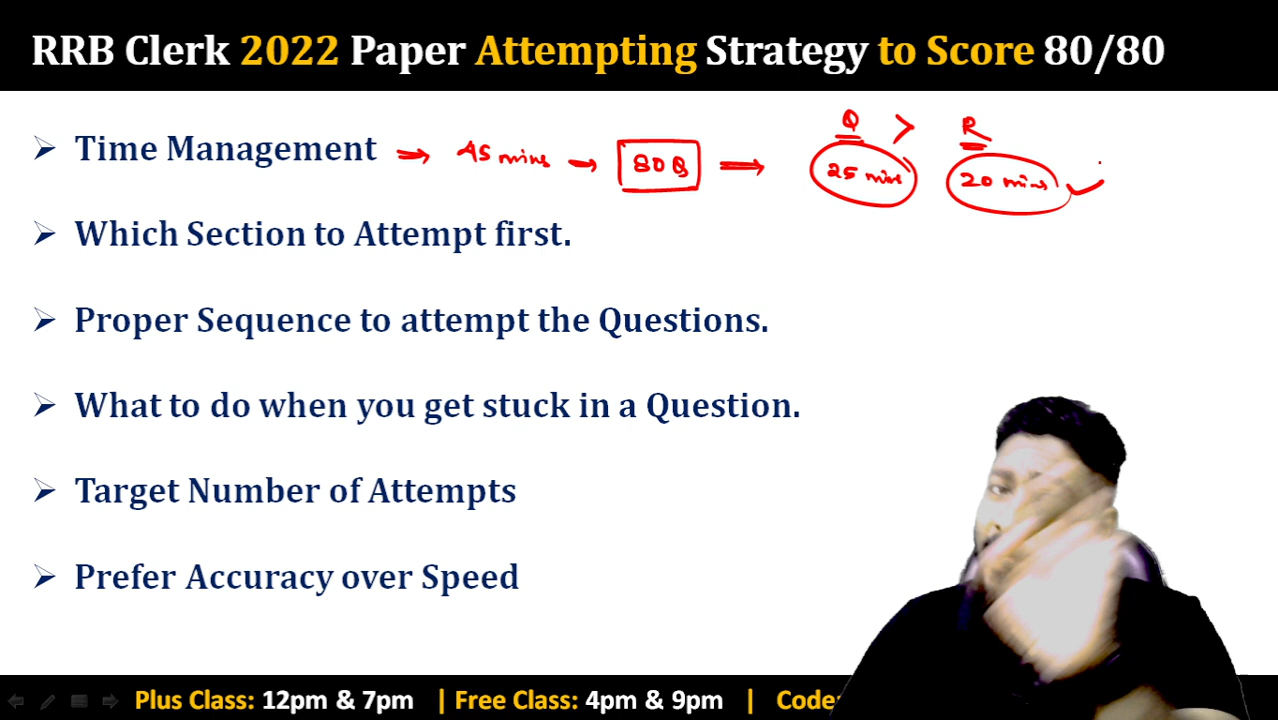 RRB Clerk 2022 Paper Attempting Strategy to Score 80/80
Q > R
➢ Time Management → 45 mins → 80 Q ⇒ 25 mins 20 mins ✓
➢ Which Section to Attempt first.
➢ Proper Sequence to attempt the Questions.
➢ What to do when you get stuck in a Question.
➢ Target Number of Attempts
➢ Prefer Accuracy over Speed
Plus Class: 12pm & 7pm | Free Class: 4pm & 9pm | Code: